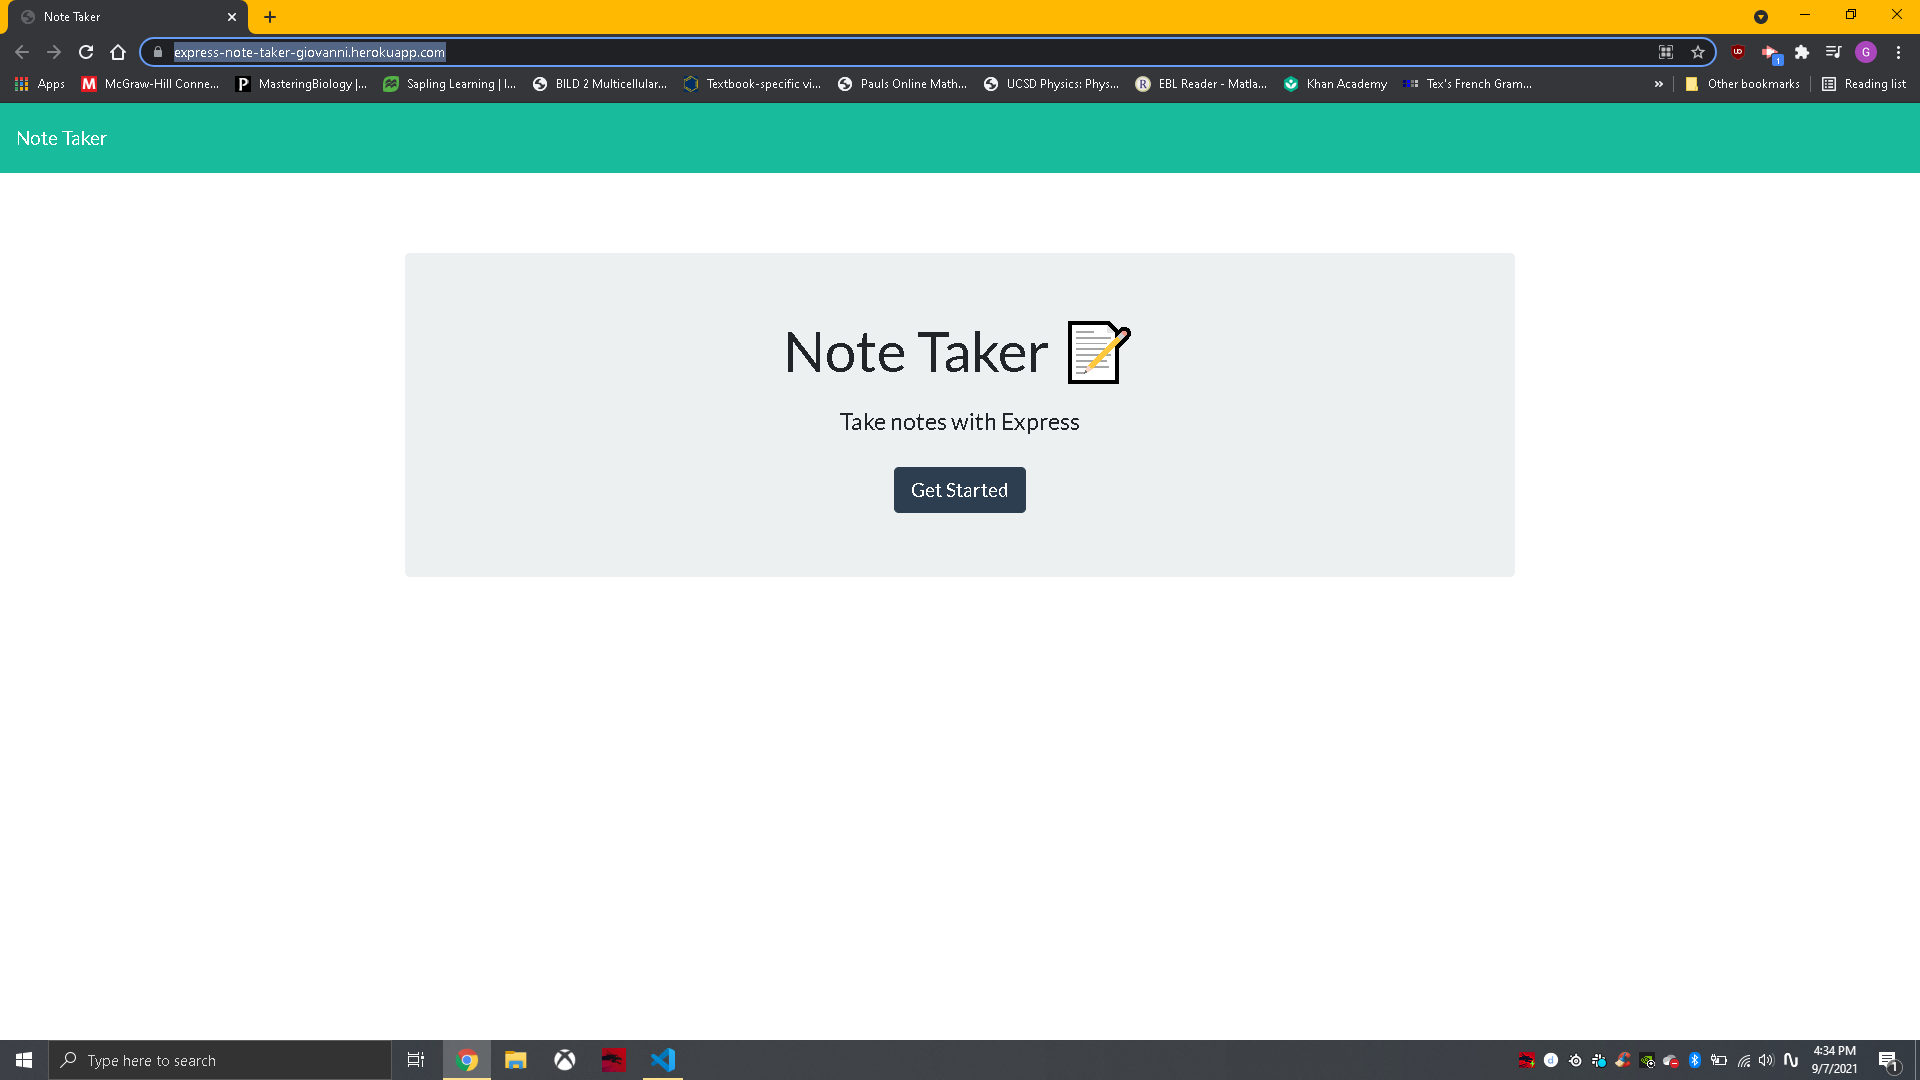 Note Taker
express-note-taker-giovanni.herokuapp.com
G
1
Apps
M McGraw-Hill Conne...
P MasteringBiology |...
Sapling Learning | I...
BILD 2 Multicellular...
Textbook-specific vi...
Pauls Online Math...
UCSD Physics: Phys...
R EBL Reader - Matla...
Khan Academy
Tex's French Gram...
»
Other bookmarks
Reading list
Note Taker
Note Taker
Take notes with Express
Get Started
Type here to search
d
4:34 PM
9/7/2021
1